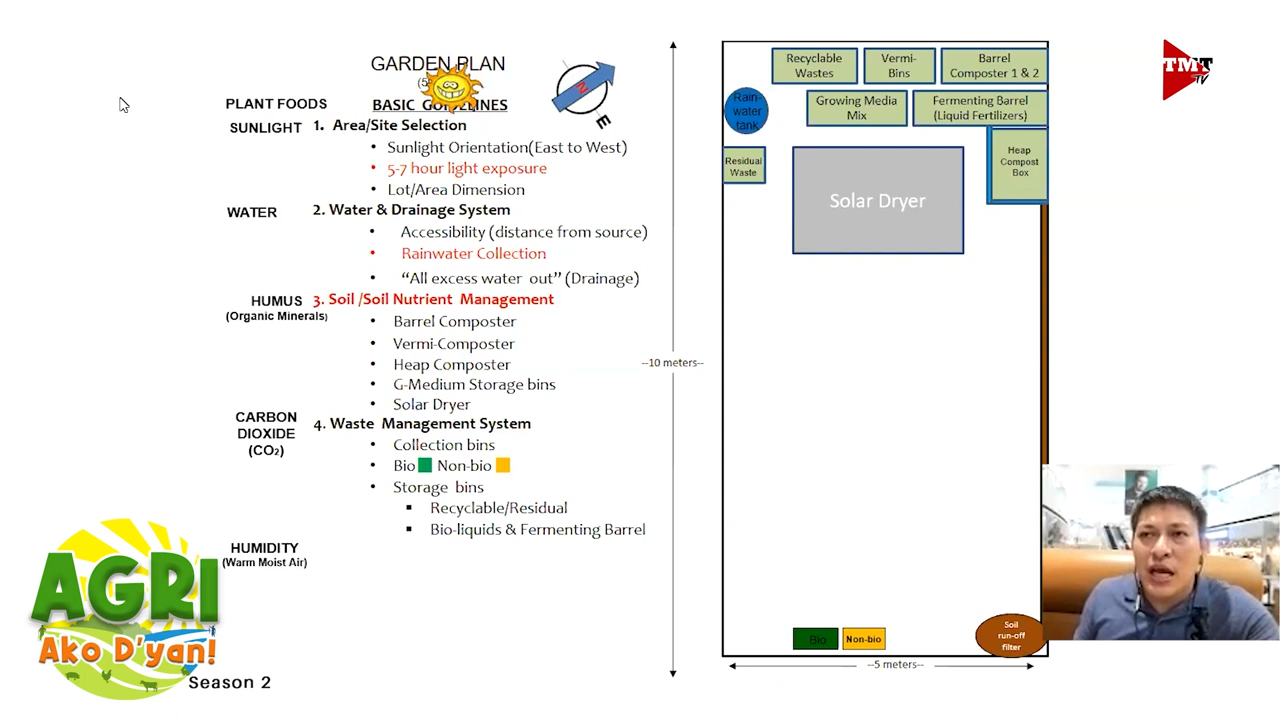 GARDEN PLAN
BASIC GUIDELINES
N
E
PLANT FOODS
SUNLIGHT
1. Area/Site Selection
• Sunlight Orientation(East to West)
• 5-7 hour light exposure
• Lot/Area Dimension
WATER
2. Water & Drainage System
• Accessibility (distance from source)
• Rainwater Collection
• “All excess water out” (Drainage)
HUMUS
(Organic Minerals)
3. Soil /Soil Nutrient Management
• Barrel Composter
• Vermi-Composter
• Heap Composter
• G-Medium Storage bins
• Solar Dryer
CARBON
DIOXIDE
(CO2)
4. Waste Management System
• Collection bins
• Bio Non-bio
• Storage bins
▪ Recyclable/Residual
▪ Bio-liquids & Fermenting Barrel
HUMIDITY
(Warm Moist Air)
AGRI
Ako D'yan!
Season 2
--10 meters--
Recyclable
Wastes
Vermi-
Bins
Barrel
Composter 1 & 2
Rain-
water
tank
Growing Media
Mix
Fermenting Barrel
(Liquid Fertilizers)
Residual
Waste
Solar Dryer
Heap
Compost
Box
Bio
Non-bio
Soil
run-off
filter
--5 meters--
TMT
TV